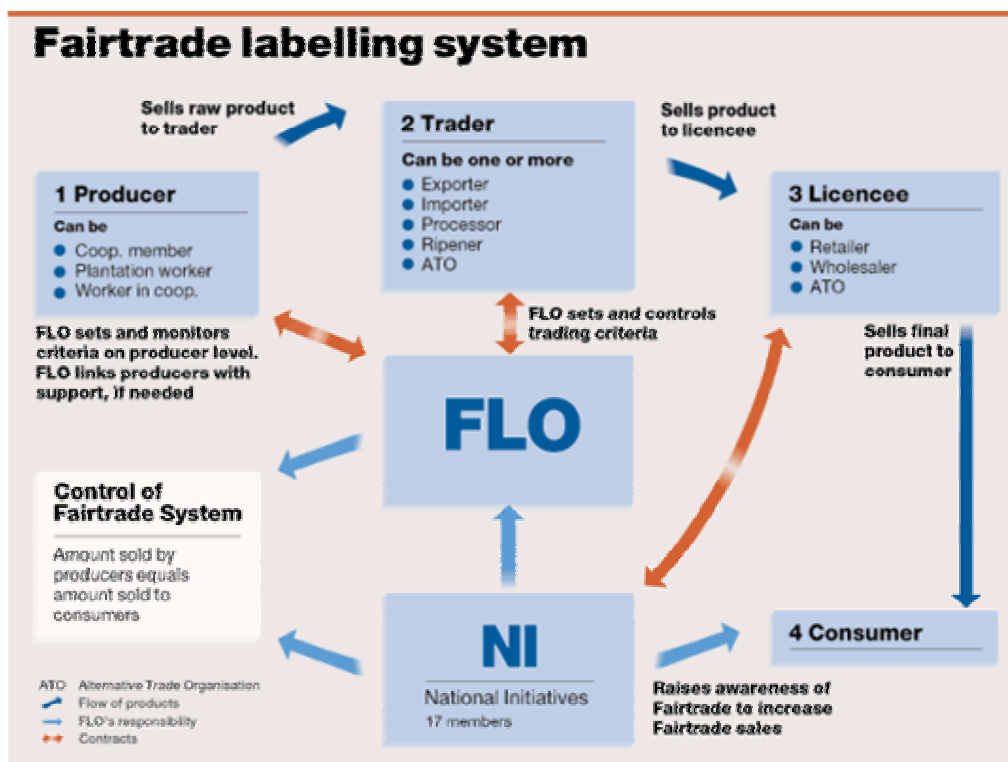 Fairtrade labelling system
Sells raw product
to trader
2 Trader
Can be one or more
Exporter
Importer
Processor
Ripener
ATO
Sells product
to licencee
1 Producer
Can be
Coop. member
Plantation worker
Worker in coop.
3 Licencee
Can be
Retailer
Wholesaler
ATO
FLO sets and monitors
criteria on producer level.
FLO links producers with
support, if needed
FLO sets and controls
trading criteria
Sells final
product to
consumer
FLO
Control of
Fairtrade System
Amount sold by
producers equals
amount sold to
consumers
NI
National Initiatives
17 members
4 Consumer
Raises awareness of
Fairtrade to increase
Fairtrade sales
ATO Alternative Trade Organisation
Flow of products
FLO's responsibility
Contracts